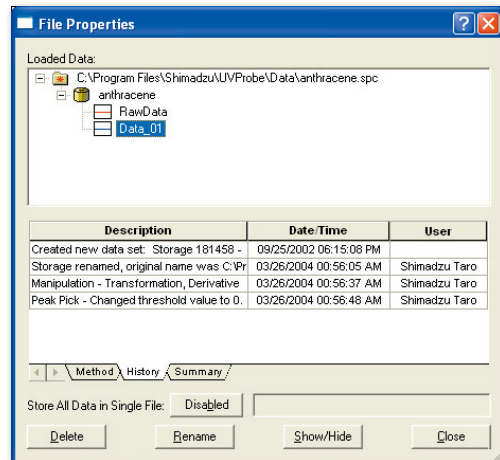 File Properties
Loaded Data:
C:\Program Files\Shimadzu\UVProbe\Data\anthracene.spc
anthracene
RawData
Data_01
Description Date/Time User
Created new data set: Storage 181458 - 09/25/2002 06:15:08 PM
Storage renamed, original name was C:\Pr 03/26/2004 00:56:05 AM Shimadzu Taro
Manipulation - Transformation, Derivative 03/26/2004 00:56:37 AM Shimadzu Taro
Peak Pick - Changed threshold value to 0. 03/26/2004 00:56:48 AM Shimadzu Taro
Method History Summary
Store All Data in Single File: Disabled
Delete Rename Show/Hide Close